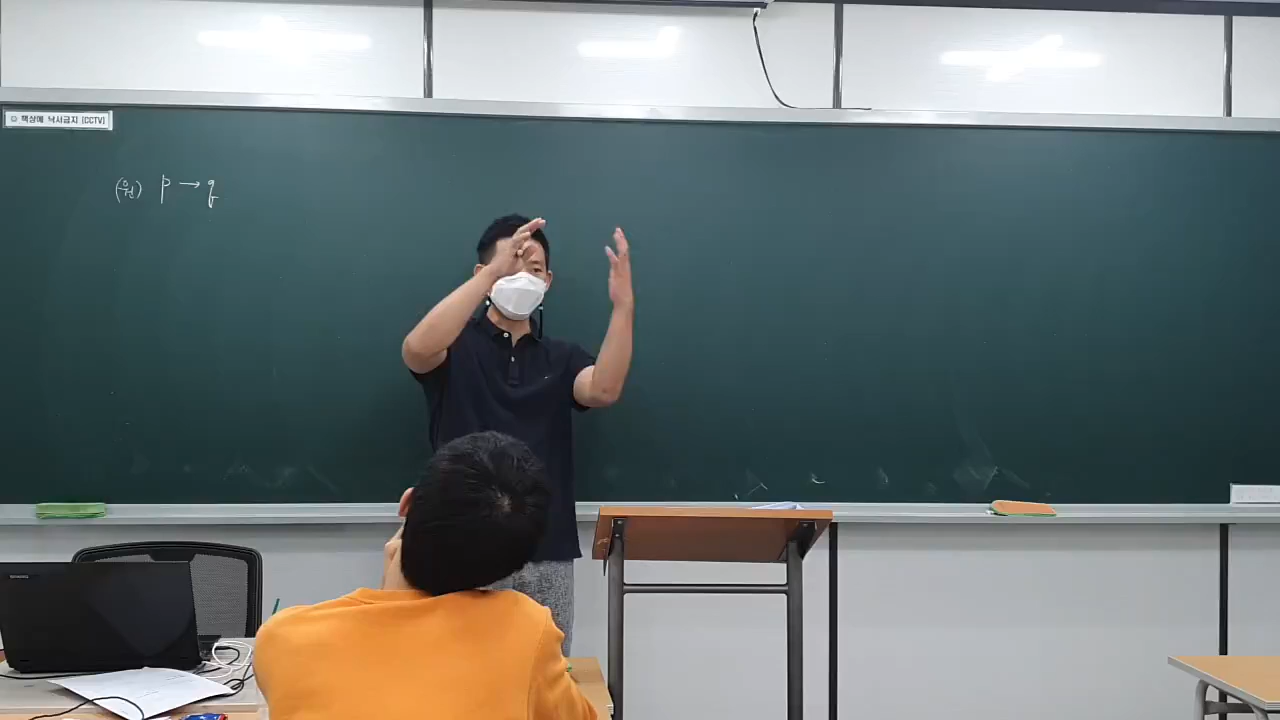 ☺ 책상에 낙서금지 (CCTV)
(원) p → q